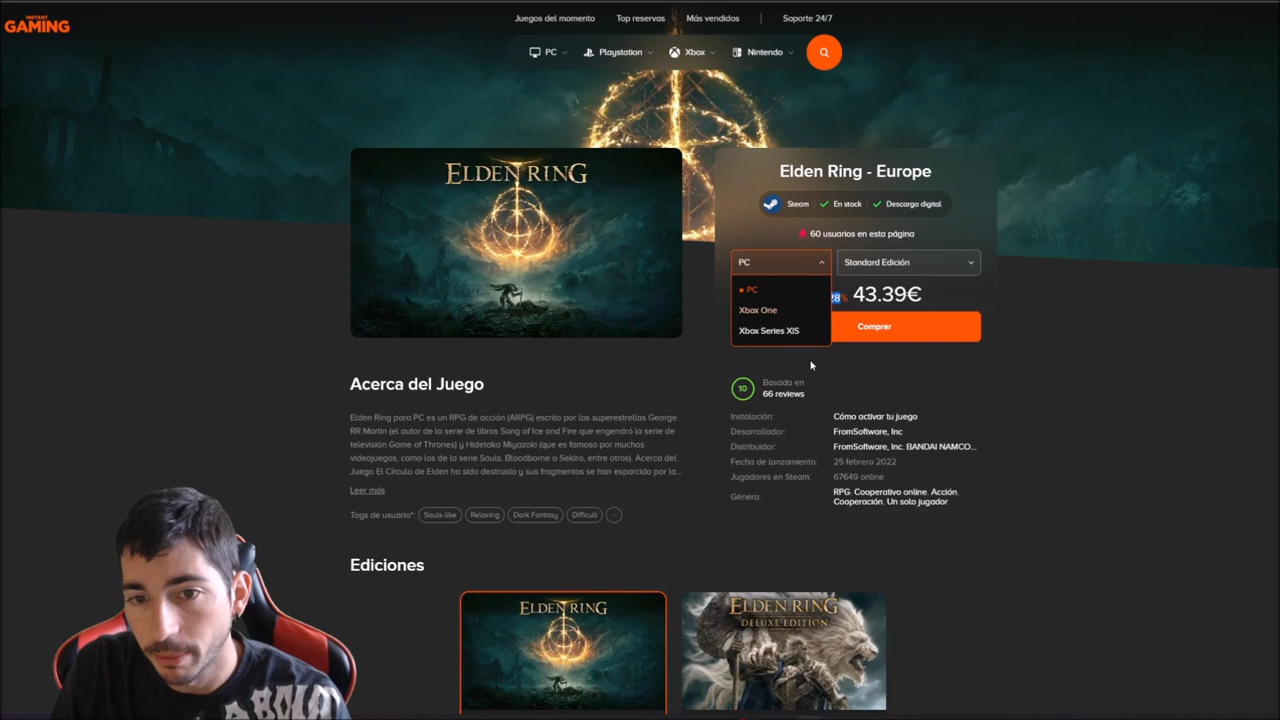 INSTANT
GAMING
Juegos del momento
Top reservas
Más vendidos
Soporte 24/7
PC
Playstation
Xbox
Nintendo
ELDEN RING
Elden Ring - Europe
Steam
En stock
Descarga digital
60 usuarios en esta página
PC
Standard Edición
PC
Xbox One
Xbox Series X|S
28%
43.39€
Comprar
Acerca del Juego
Elden Ring para PC es un RPG de acción (ARPG) escrito por las superestrellas George
RR Martin (el autor de la serie de libros Song of Ice and Fire que engendró la serie de
televisión Game of Thrones) y Hidetaka Miyazaki (que es famoso por muchos
videojuegos, como los de la serie Souls, Bloodborne o Sekiro, entre otros). Acerca del
Juego El Círculo de Elden ha sido destruido y sus fragmentos se han esparcido por la...
Leer más
Tags de usuario*:
Souls-like
Relaxing
Dark Fantasy
Difficult
...
10
Basada en
66 reviews
Instalación: Cómo activar tu juego
Desarrollador: FromSoftware, Inc
Distribuidor: FromSoftware, Inc. BANDAI NAMCO...
Fecha de lanzamiento: 25 febrero 2022
Jugadores en Steam: 67649 online
Género: RPG. Cooperativo online. Acción.
Cooperación. Un solo jugador
Ediciones
ELDEN RING
ELDEN RING
DELUXE EDITION